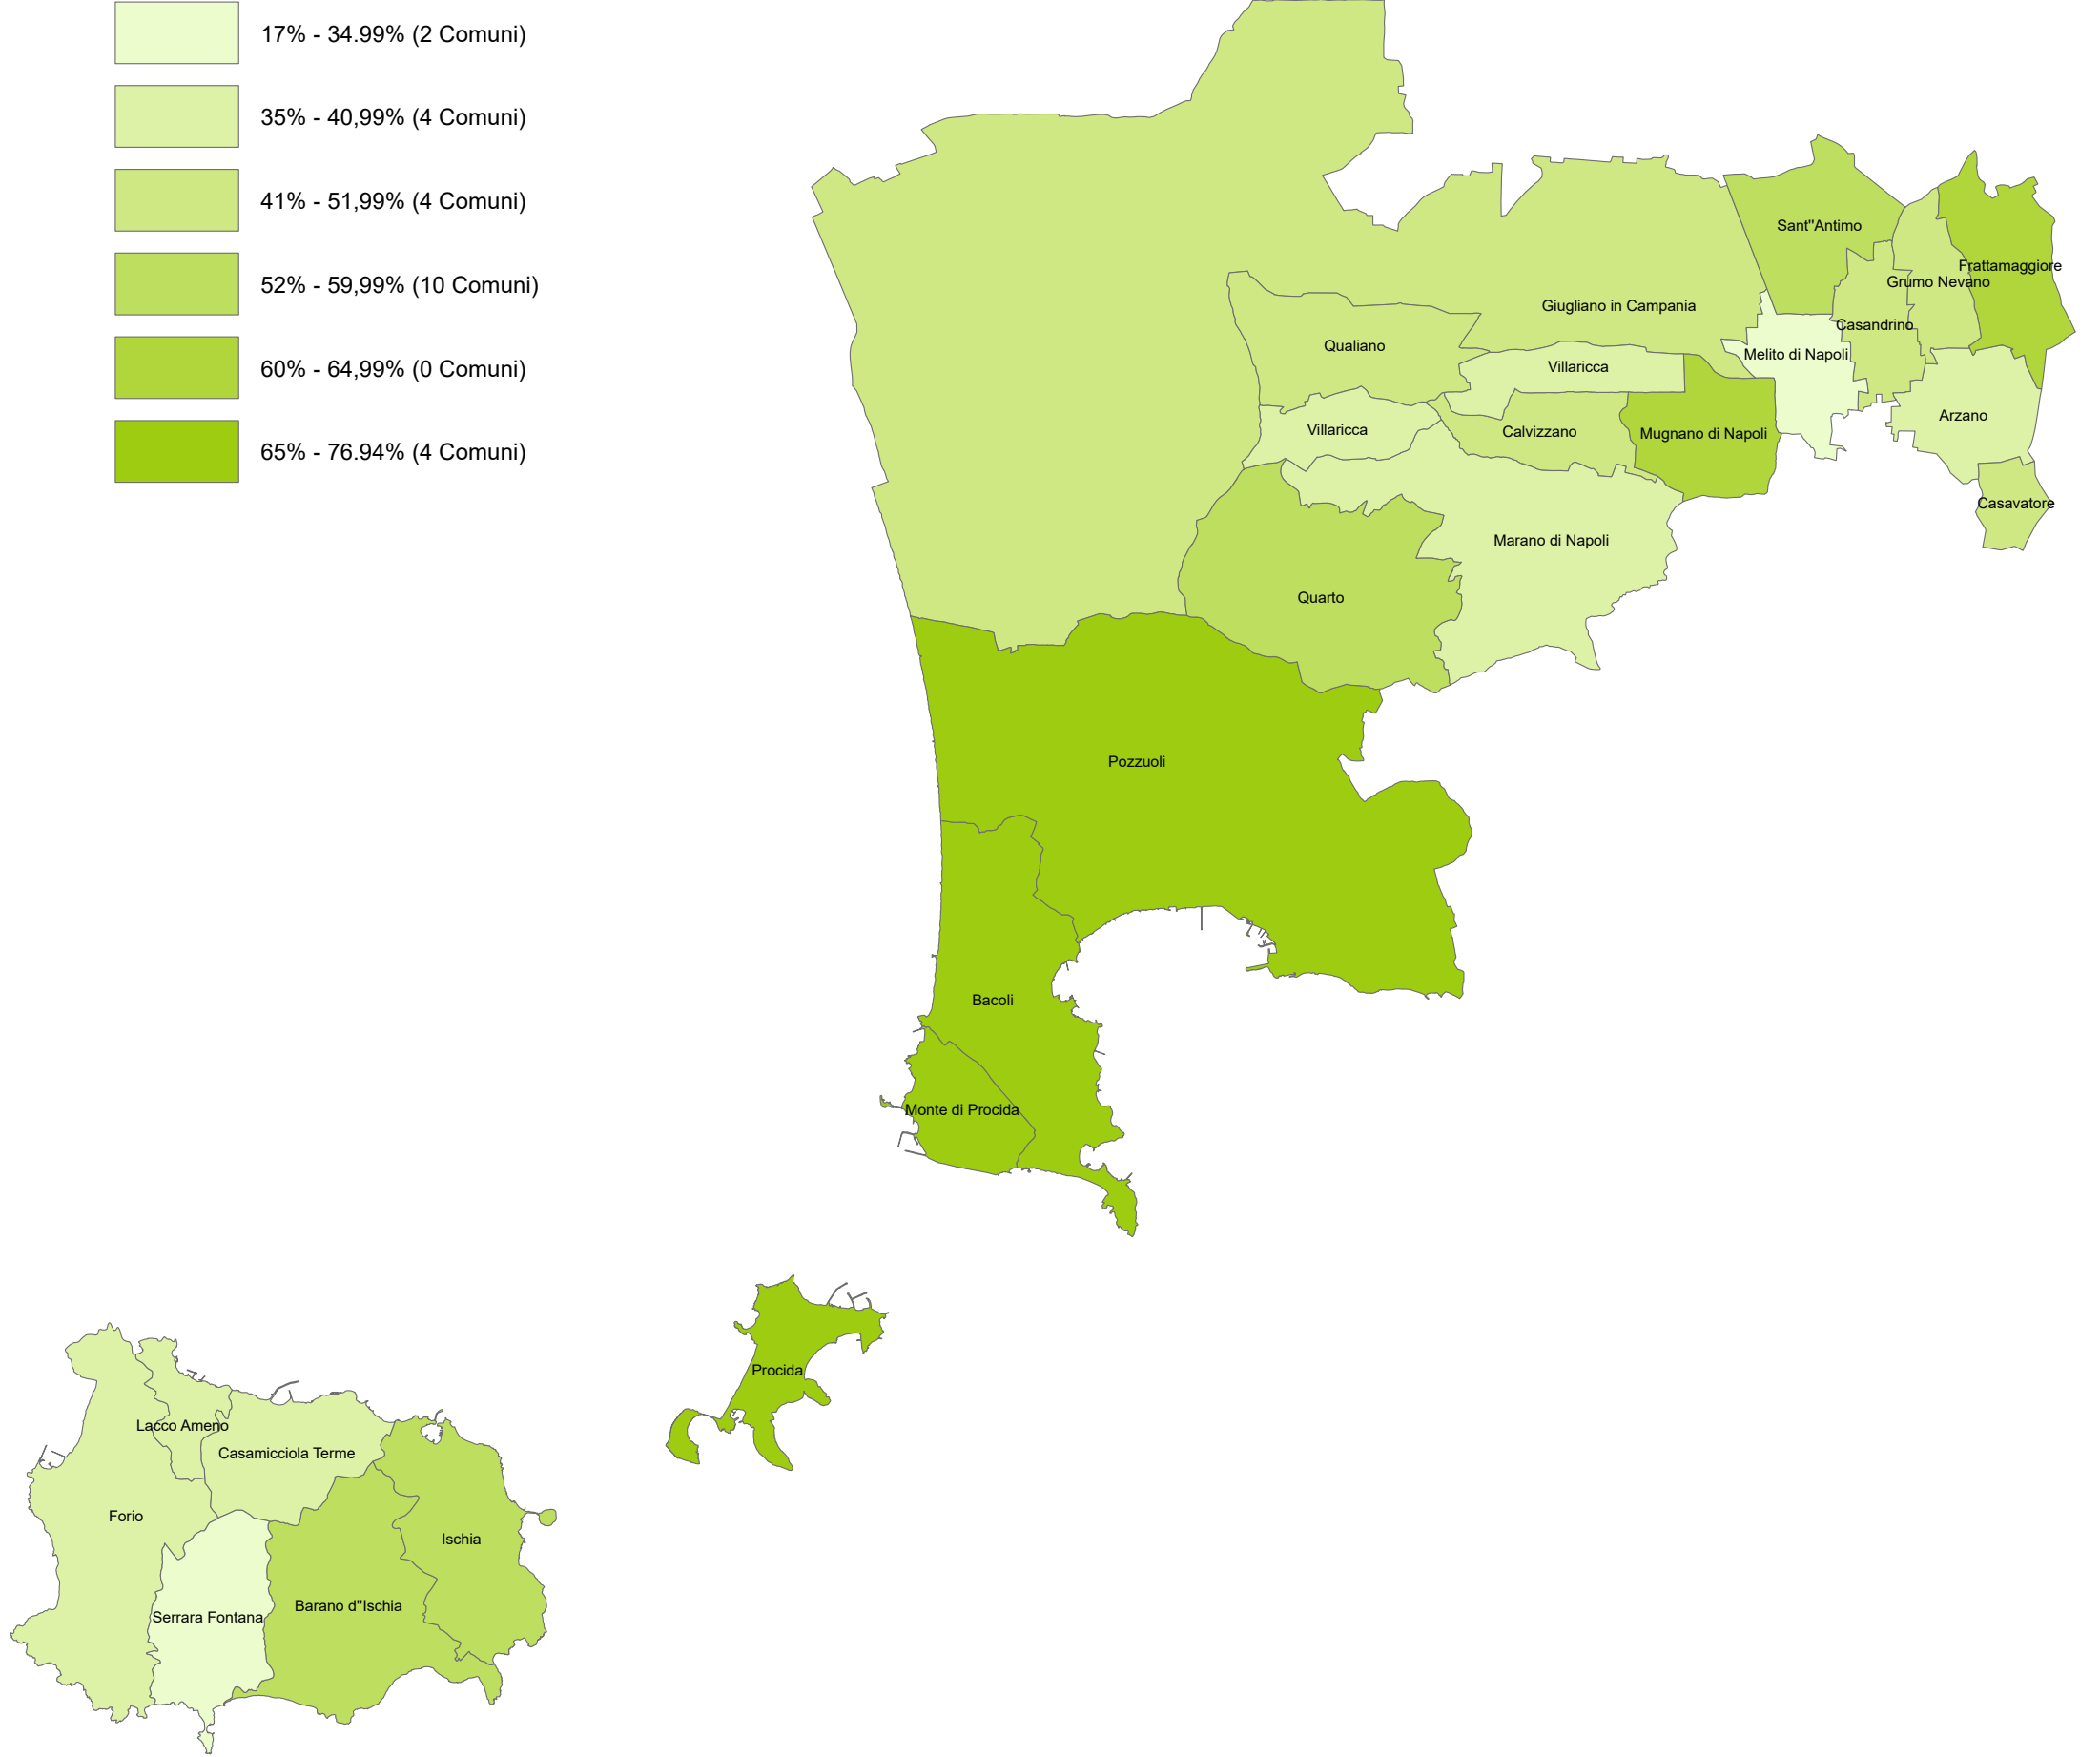 17% - 34.99% (2 Comuni)
35% - 40,99% (4 Comuni)
41% - 51,99% (4 Comuni)
52% - 59,99% (10 Comuni)
60% - 64,99% (0 Comuni)
65% - 76.94% (4 Comuni)
Sant"Antimo
Frattamaggiore
Grumo Nevano
Giugliano in Campania
Casandrino
Qualiano
Melito di Napoli
Villaricca
Arzano
Villaricca
Calvizzano
Mugnano di Napoli
Casavatore
Marano di Napoli
Quarto
Pozzuoli
Bacoli
Monte di Procida
Procida
Lacco Ameno
Casamicciola Terme
Forio
Ischia
Barano d"Ischia
Serrara Fontana